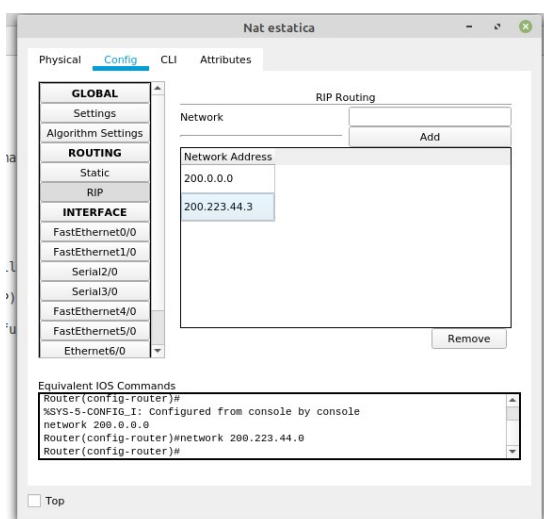 Nat estatica
Physical Config CLI Attributes
GLOBAL
Settings
Algorithm Settings
ROUTING
Static
RIP
INTERFACE
FastEthernet0/0
FastEthernet1/0
Serial2/0
Serial3/0
FastEthernet4/0
FastEthernet5/0
Ethernet6/0
RIP Routing
Network
Add
Network Address
200.0.0.0
200.223.44.3
Remove
Equivalent IOS Commands
Router(config-router)#
%SYS-5-CONFIG_I: Configured from console by console
network 200.0.0.0
Router(config-router)#network 200.223.44.0
Router(config-router)#
Top